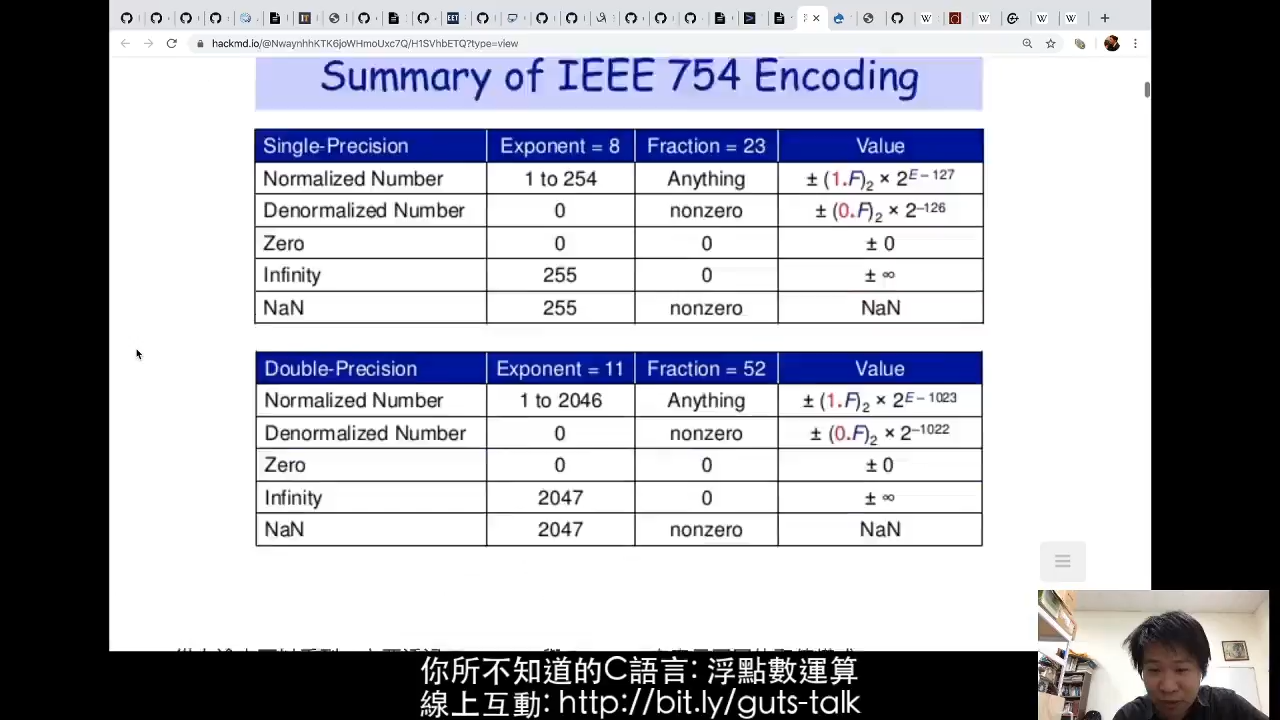 hackmd.io/@NwaynhhKTK6joWHmoUxc7Q/H1SVhbETQ?type=view
Summary of IEEE 754 Encoding
Single-Precision Exponent = 8 Fraction = 23 Value
Normalized Number 1 to 254 Anything ± (1.F)₂ × 2^E – 127
Denormalized Number 0 nonzero ± (0.F)₂ × 2^–126
Zero 0 0 ± 0
Infinity 255 0 ± ∞
NaN 255 nonzero NaN
Double-Precision Exponent = 11 Fraction = 52 Value
Normalized Number 1 to 2046 Anything ± (1.F)₂ × 2^E – 1023
Denormalized Number 0 nonzero ± (0.F)₂ × 2^–1022
Zero 0 0 ± 0
Infinity 2047 0 ± ∞
NaN 2047 nonzero NaN
你所不知道的C語言: 浮點數運算
線上互動: http://bit.ly/guts-talk